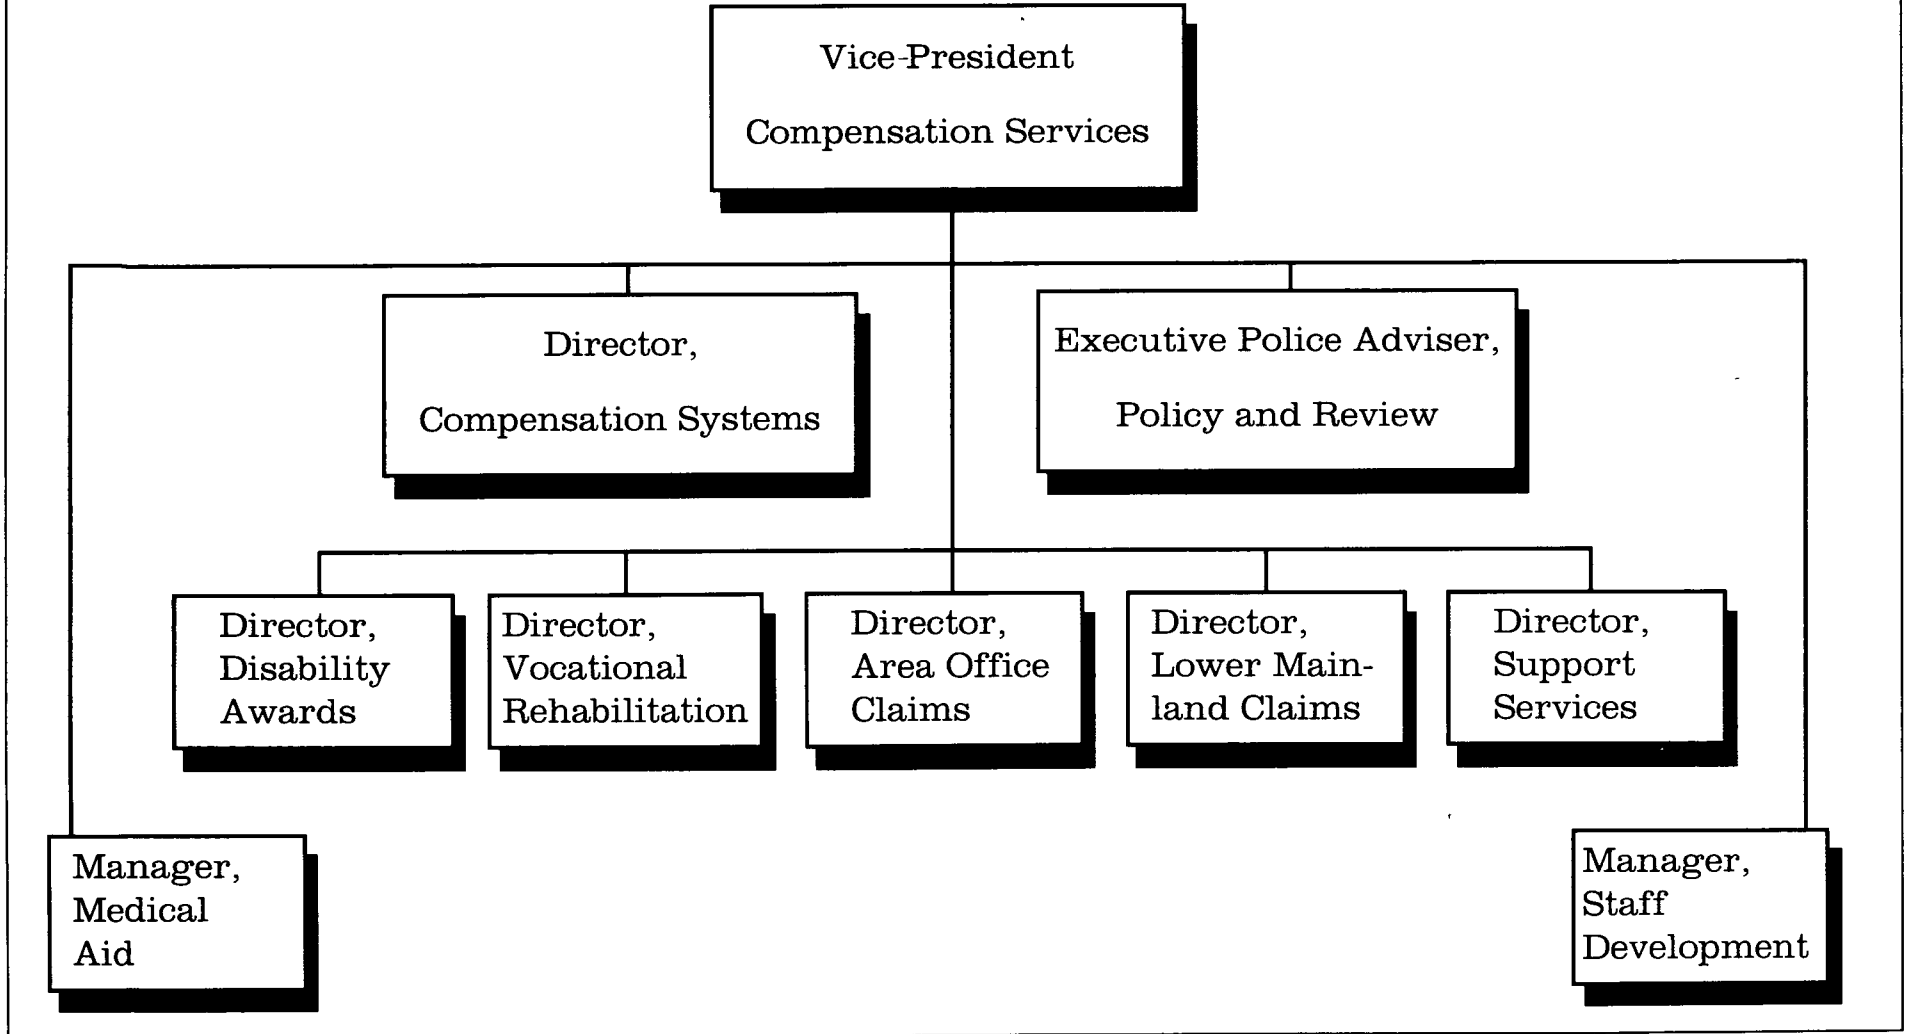 Vice-President
Compensation Services
Director,
Compensation Systems
Executive Police Adviser,
Policy and Review
Director,
Disability
Awards
Director,
Vocational
Rehabilitation
Director,
Area Office
Claims
Director,
Lower Main-
land Claims
Director,
Support
Services
Manager,
Medical
Aid
Manager,
Staff
Development